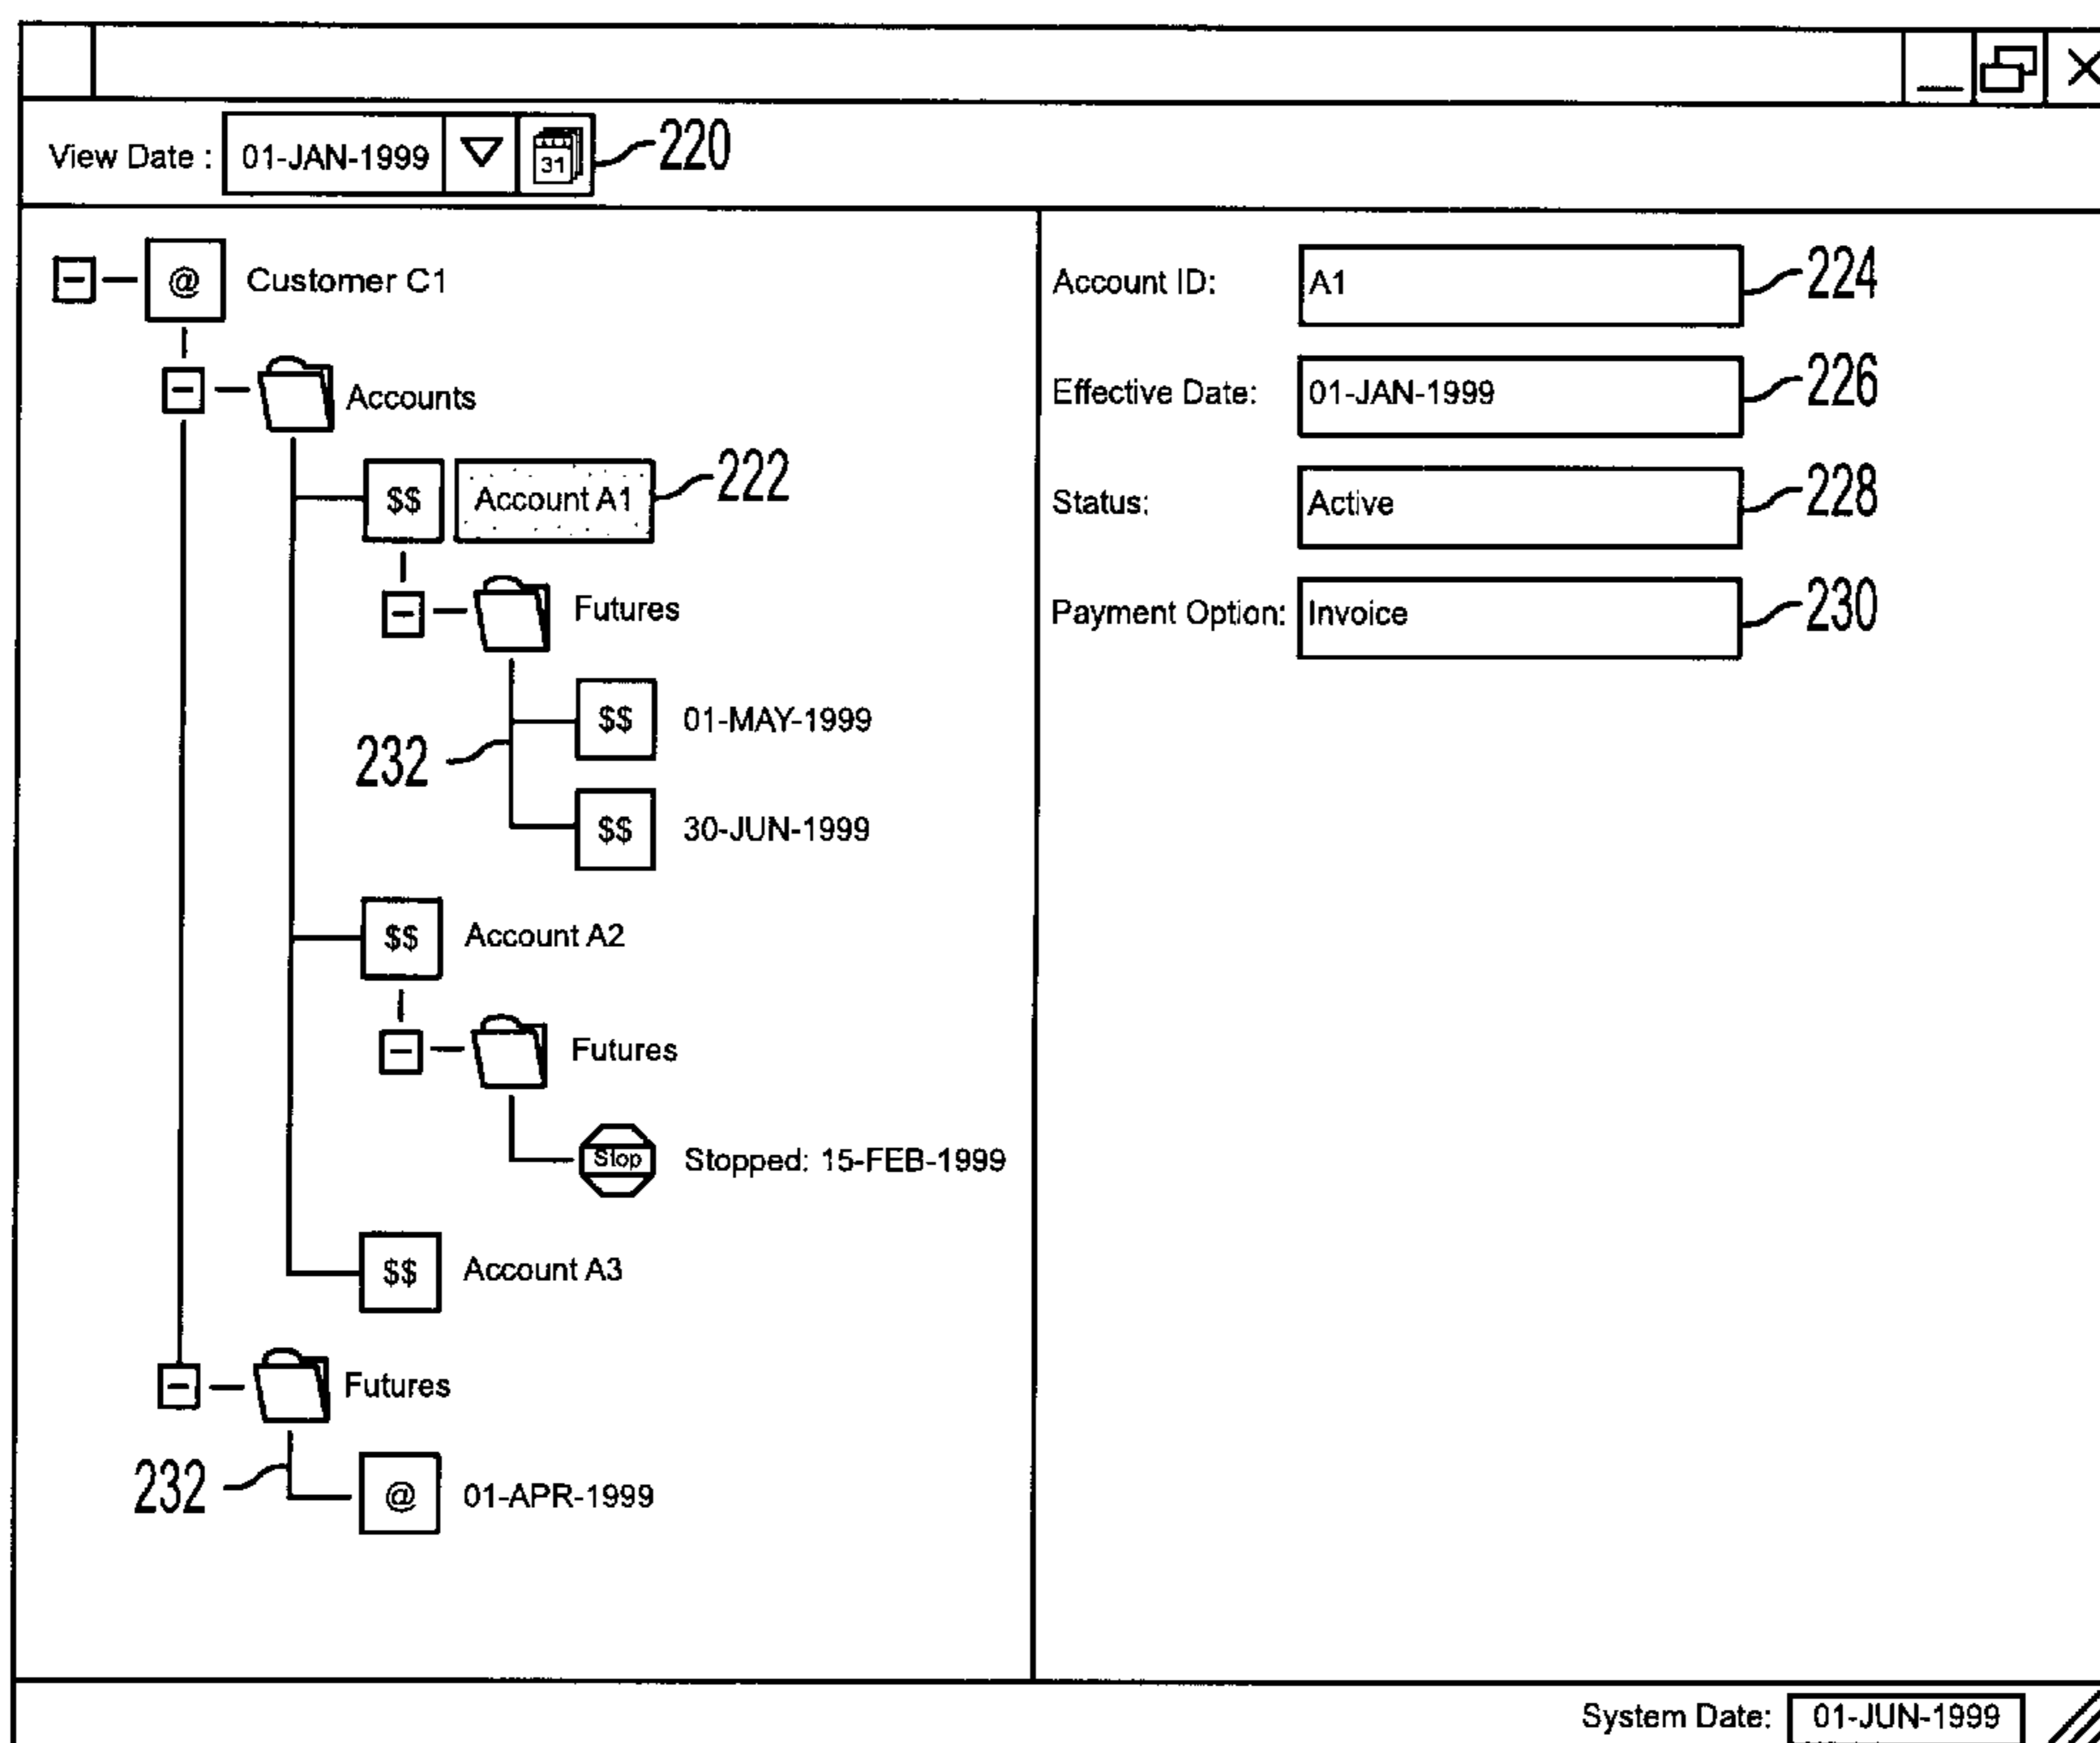 View Date : 01-JAN-1999 31 220
@ Customer C1
Accounts
$$ Account A1 222
Futures
$$ 01-MAY-1999
232
$$ 30-JUN-1999
$$ Account A2
Futures
Stop Stopped: 15-FEB-1999
$$ Account A3
Futures
232 @ 01-APR-1999
Account ID: A1 224
Effective Date: 01-JAN-1999 226
Status: Active 228
Payment Option: Invoice 230
System Date: 01-JUN-1999